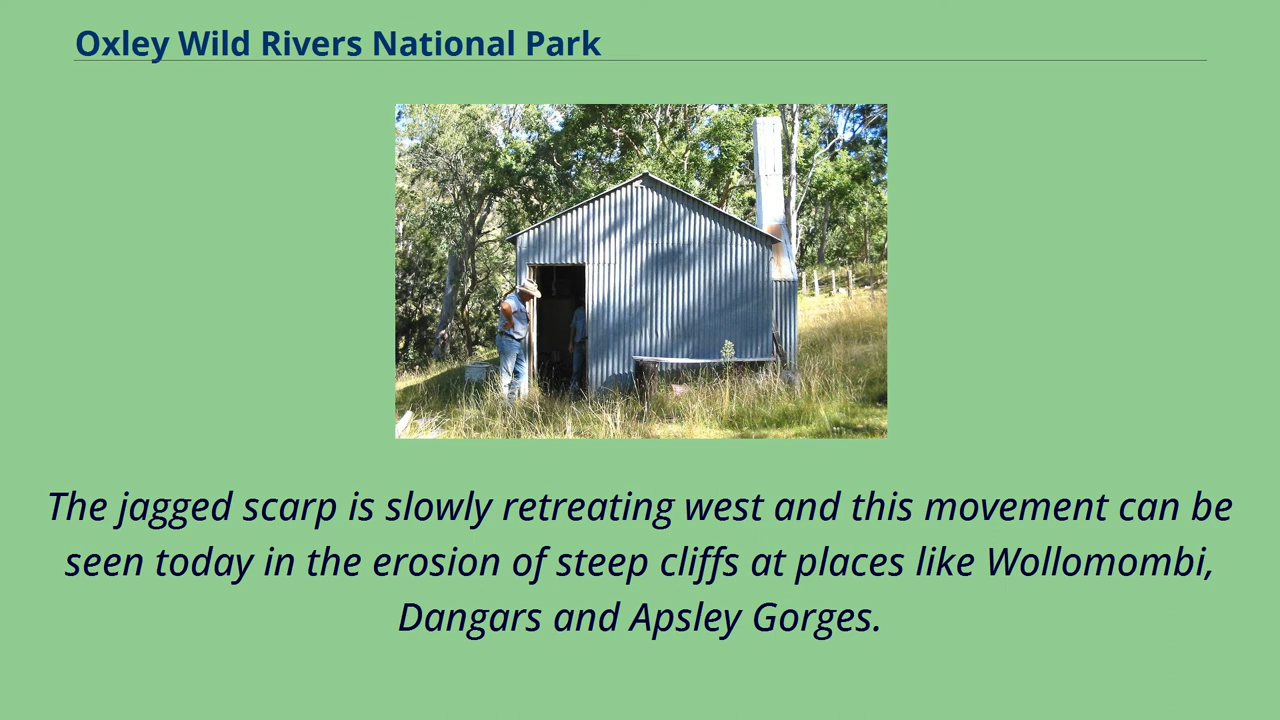 Oxley Wild Rivers National Park
The jagged scarp is slowly retreating west and this movement can be
seen today in the erosion of steep cliffs at places like Wollomombi,
Dangars and Apsley Gorges.